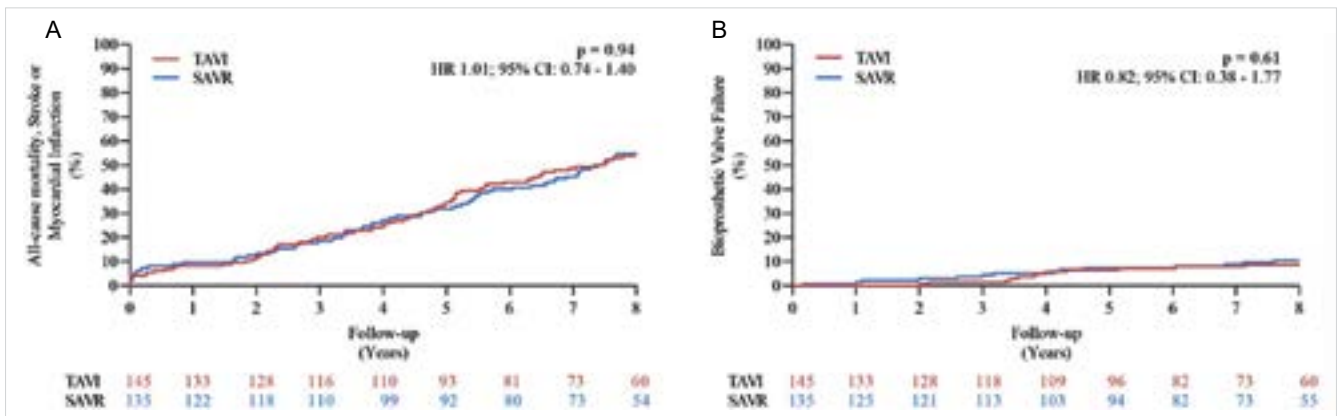 A
100
90
80
70
60
50
40
30
20
10
0
All-cause mortality, Stroke or
Myocardial Infarction
(%)
TAVI
SAVR
p = 0.94
HR 1.01; 95% CI: 0.74 - 1.40
0 1 2 3 4 5 6 7 8
Follow-up
(Years)
TAVI 145 133 128 116 110 93 81 73 60
SAVR 135 122 118 110 99 92 80 73 54
B
100
90
80
70
60
50
40
30
20
10
0
Bioprosthetic Valve Failure
(%)
TAVI
SAVR
p = 0.61
HR 0.82; 95% CI: 0.38 - 1.77
0 1 2 3 4 5 6 7 8
Follow-up
(Years)
TAVI 145 133 128 118 109 96 82 73 60
SAVR 135 125 121 113 103 94 82 73 55